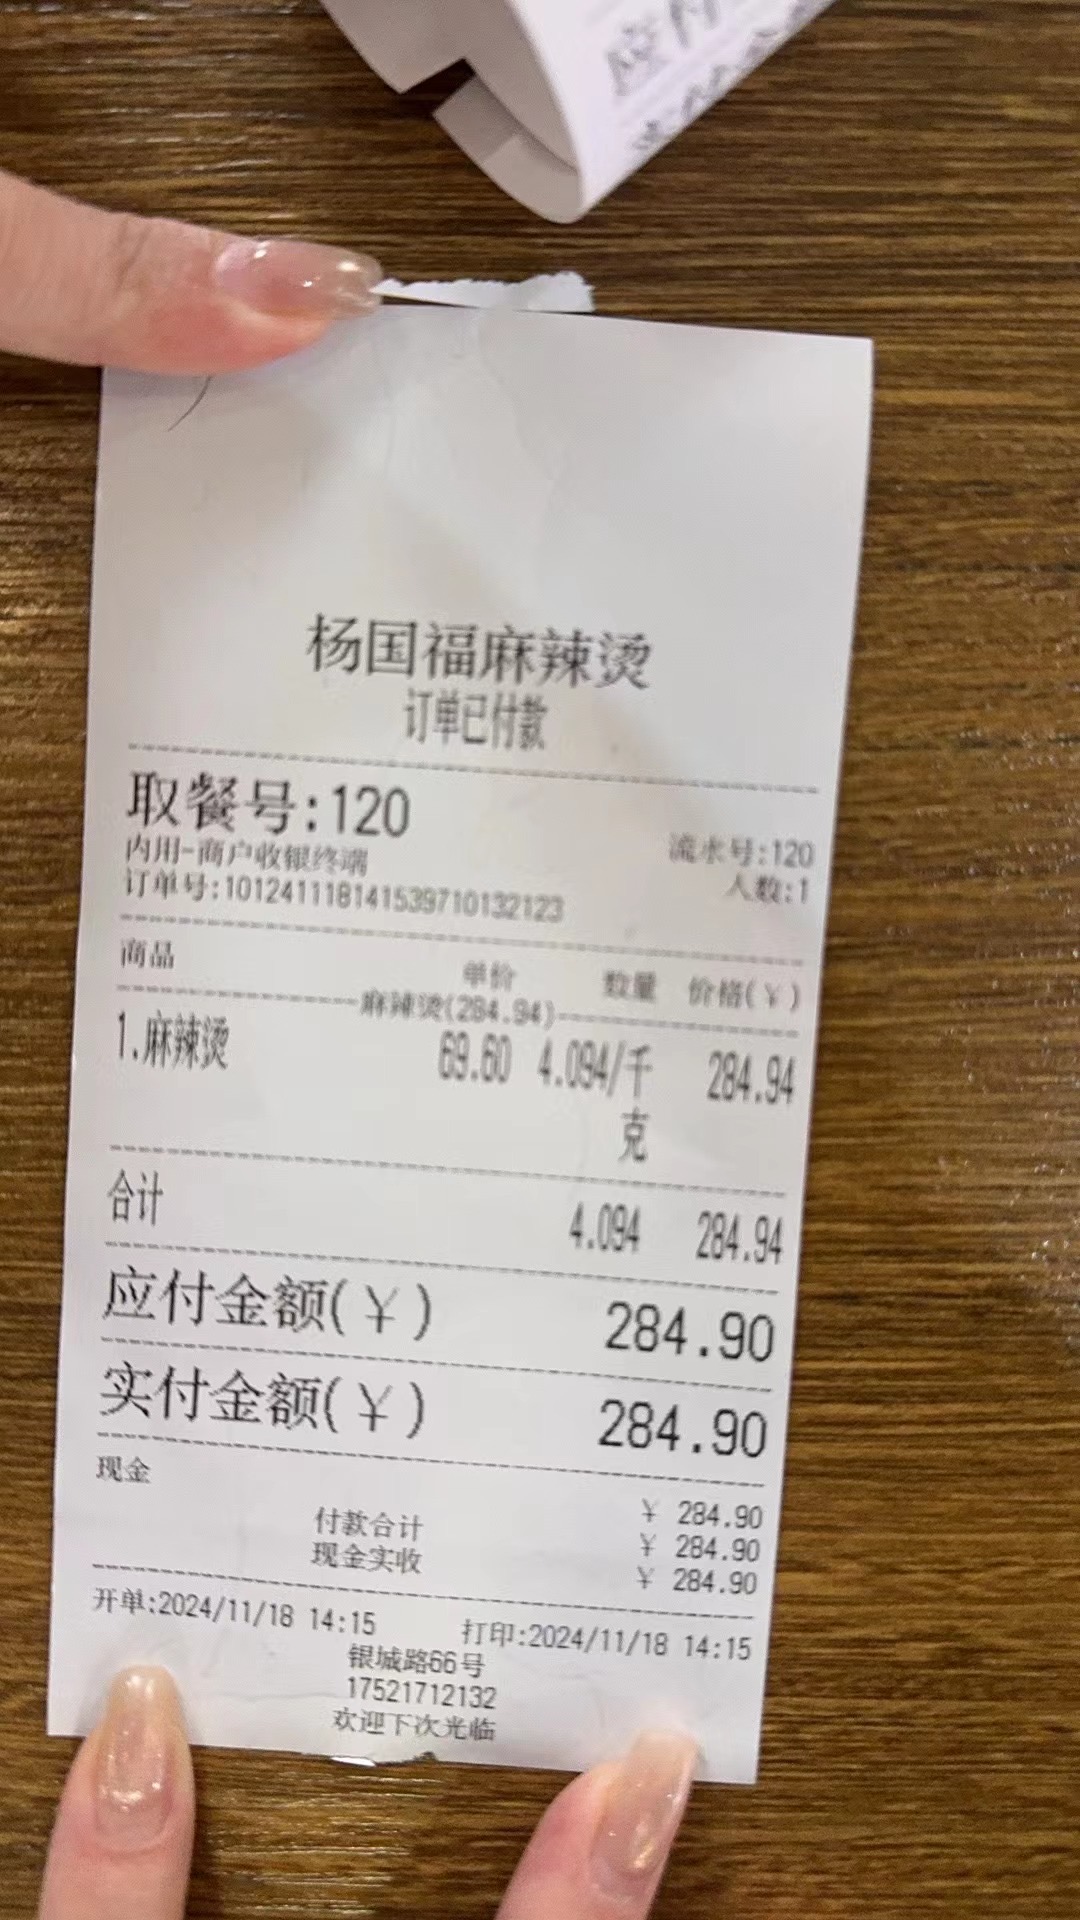 应付
杨国福麻辣烫
订单已付款
取餐号:120
内用-商户收银终端 流水号:120
订单号:101241118141539710132123 人数:1
商品 单价 数量 价格(¥)
麻辣烫(284.94)
1.麻辣烫 69.60 4.094/千克 284.94
合计 4.094 284.94
应付金额(¥) 284.90
实付金额(¥) 284.90
现金 ¥ 284.90
付款合计 ¥ 284.90
现金实收 ¥ 284.90
开单:2024/11/18 14:15 打印:2024/11/18 14:15
银城路66号
17521712132
欢迎下次光临